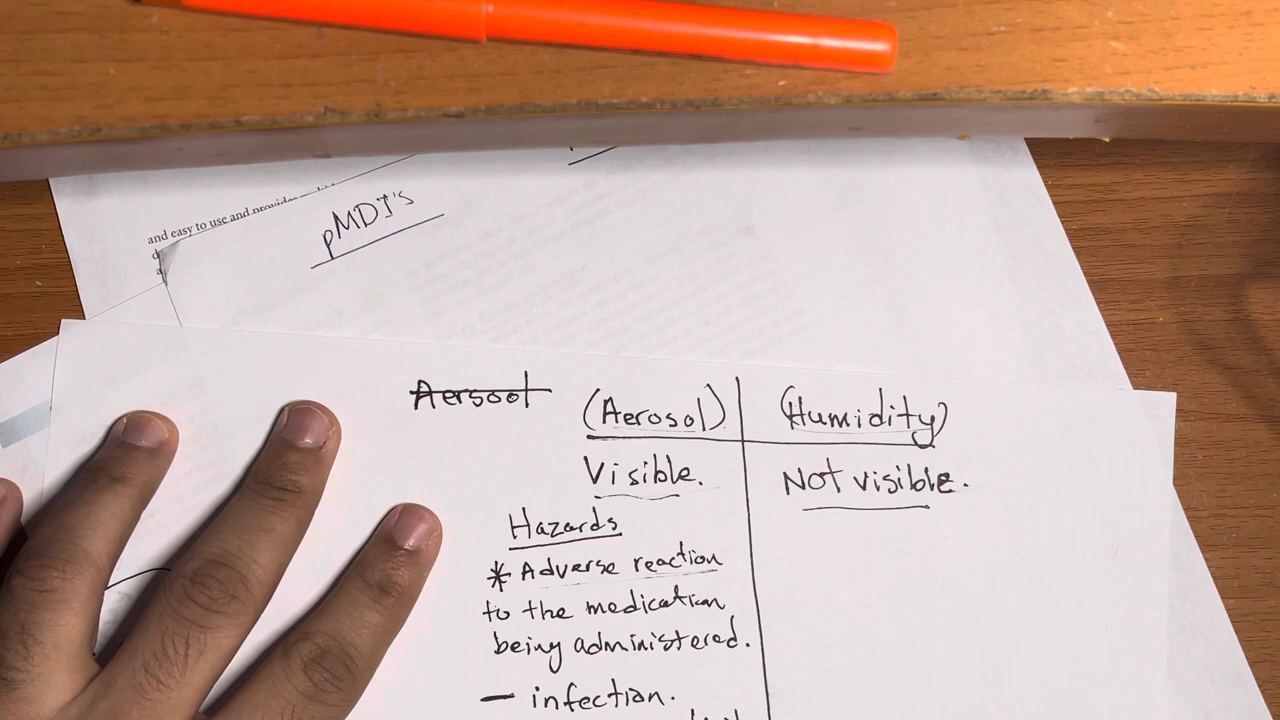 and easy to use and provides
pMDI's
Aersool
(Aerosol)
(Humidity)
Visible.
Not visible.
Hazards
* Adverse reaction
to the medication
being administered.
— infection.